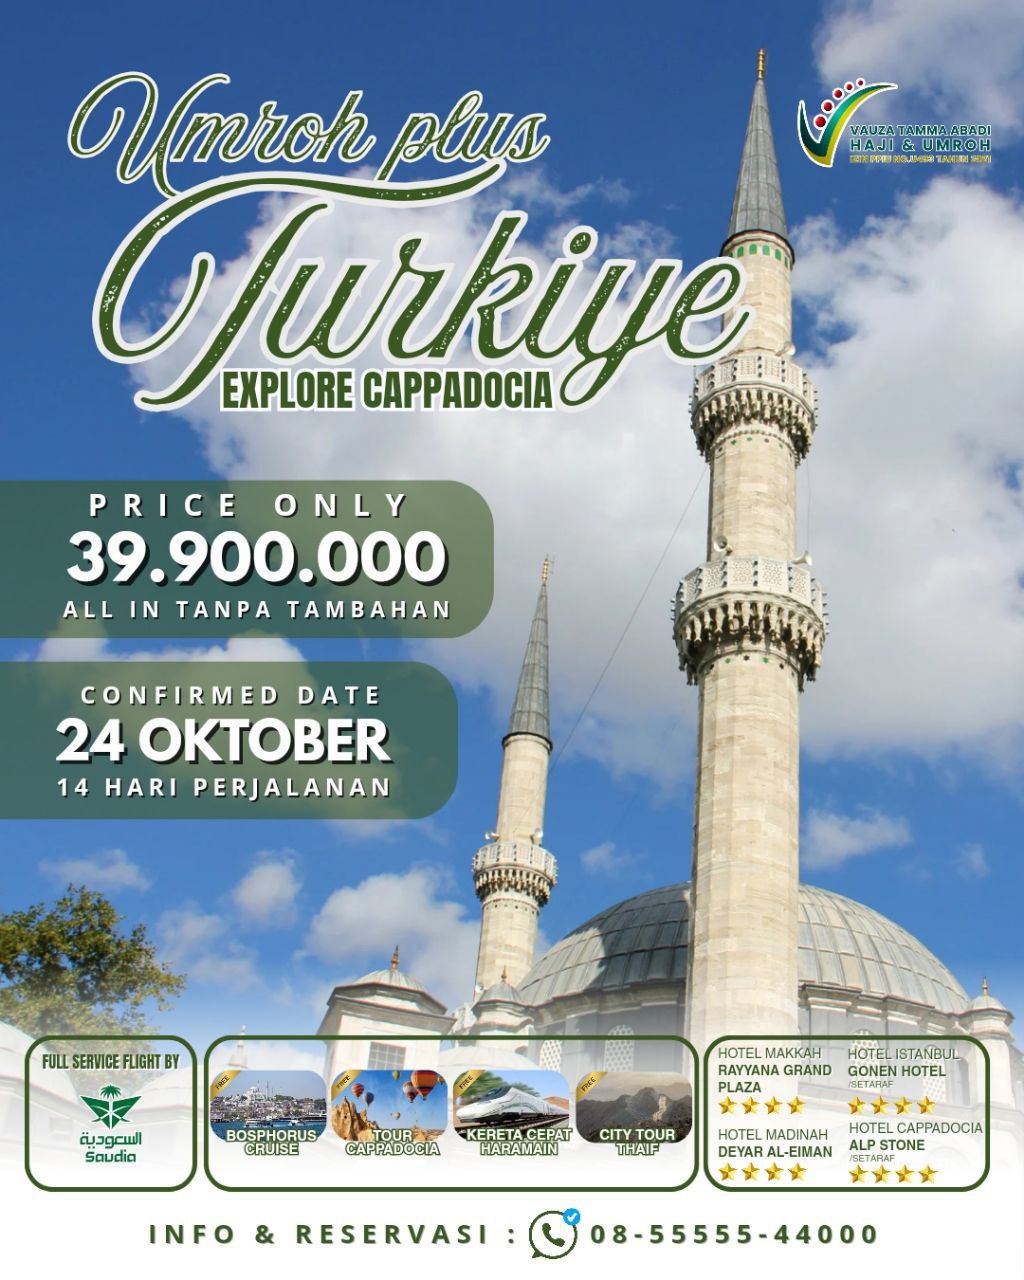 Umroh plus
Turkiye
EXPLORE CAPPADOCIA
VAUZA TAMMA ABADI
HAJI & UMROH
PRICE ONLY
39.900.000
ALL IN TANPA TAMBAHAN
CONFIRMED DATE
24 OKTOBER
14 HARI PERJALANAN
FULL SERVICE FLIGHT BY
السعودية
Saudia
FREE
BOSPHORUS
CRUISE
FREE
TOUR
CAPPADOCIA
FREE
KERETA CEPAT
HARAMAIN
FREE
CITY TOUR
THAIF
HOTEL MAKKAH
RAYYANA GRAND
PLAZA
HOTEL ISTANBUL
GONEN HOTEL
/SETARAF
HOTEL MADINAH
DEYAR AL-EIMAN
HOTEL CAPPADOCIA
ALP STONE
/SETARAF
INFO & RESERVASI : 08-55555-44000